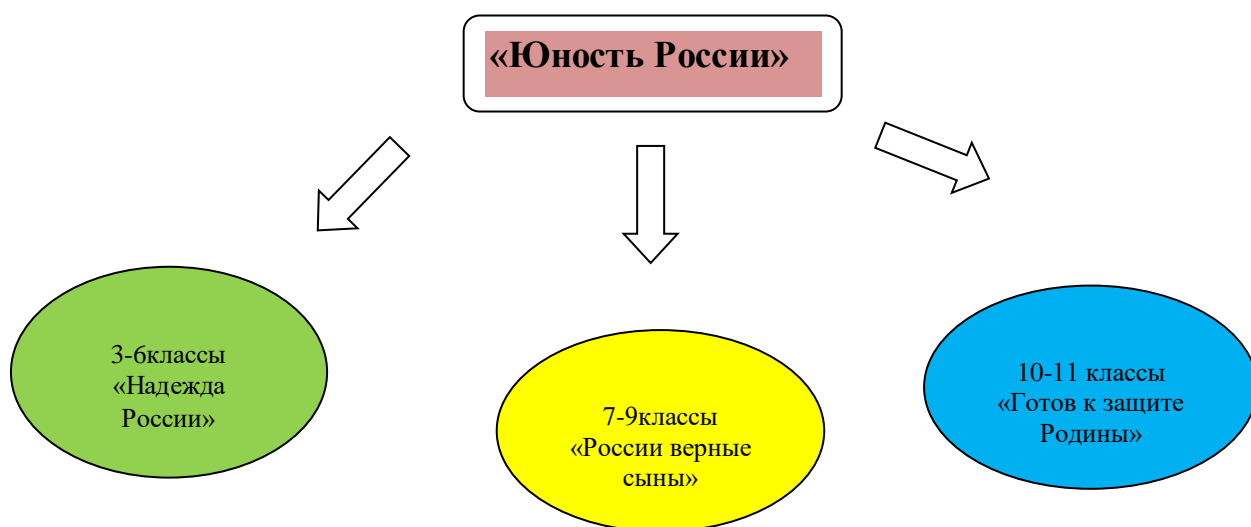 «Юность России»
3-6классы
«Надежда
России»
7-9классы
«России верные
сыны»
10-11 классы
«Готов к защите
Родины»